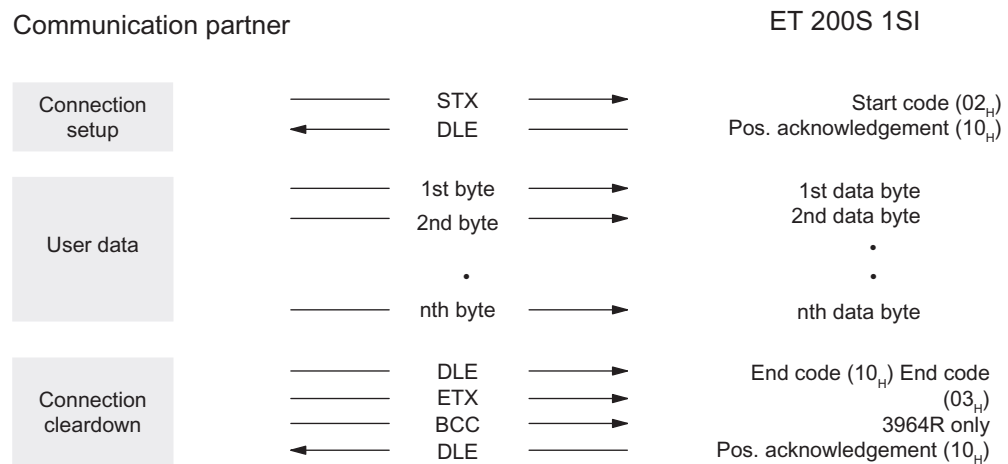 Communication partner
ET 200S 1SI
Connection
setup
STX
Start code (02H)
DLE
Pos. acknowledgement (10H)
User data
1st byte
1st data byte
2nd byte
2nd data byte
•
•
•
nth byte
nth data byte
Connection
cleardown
DLE
End code (10H) End code
ETX
(03H)
BCC
3964R only
DLE
Pos. acknowledgement (10H)